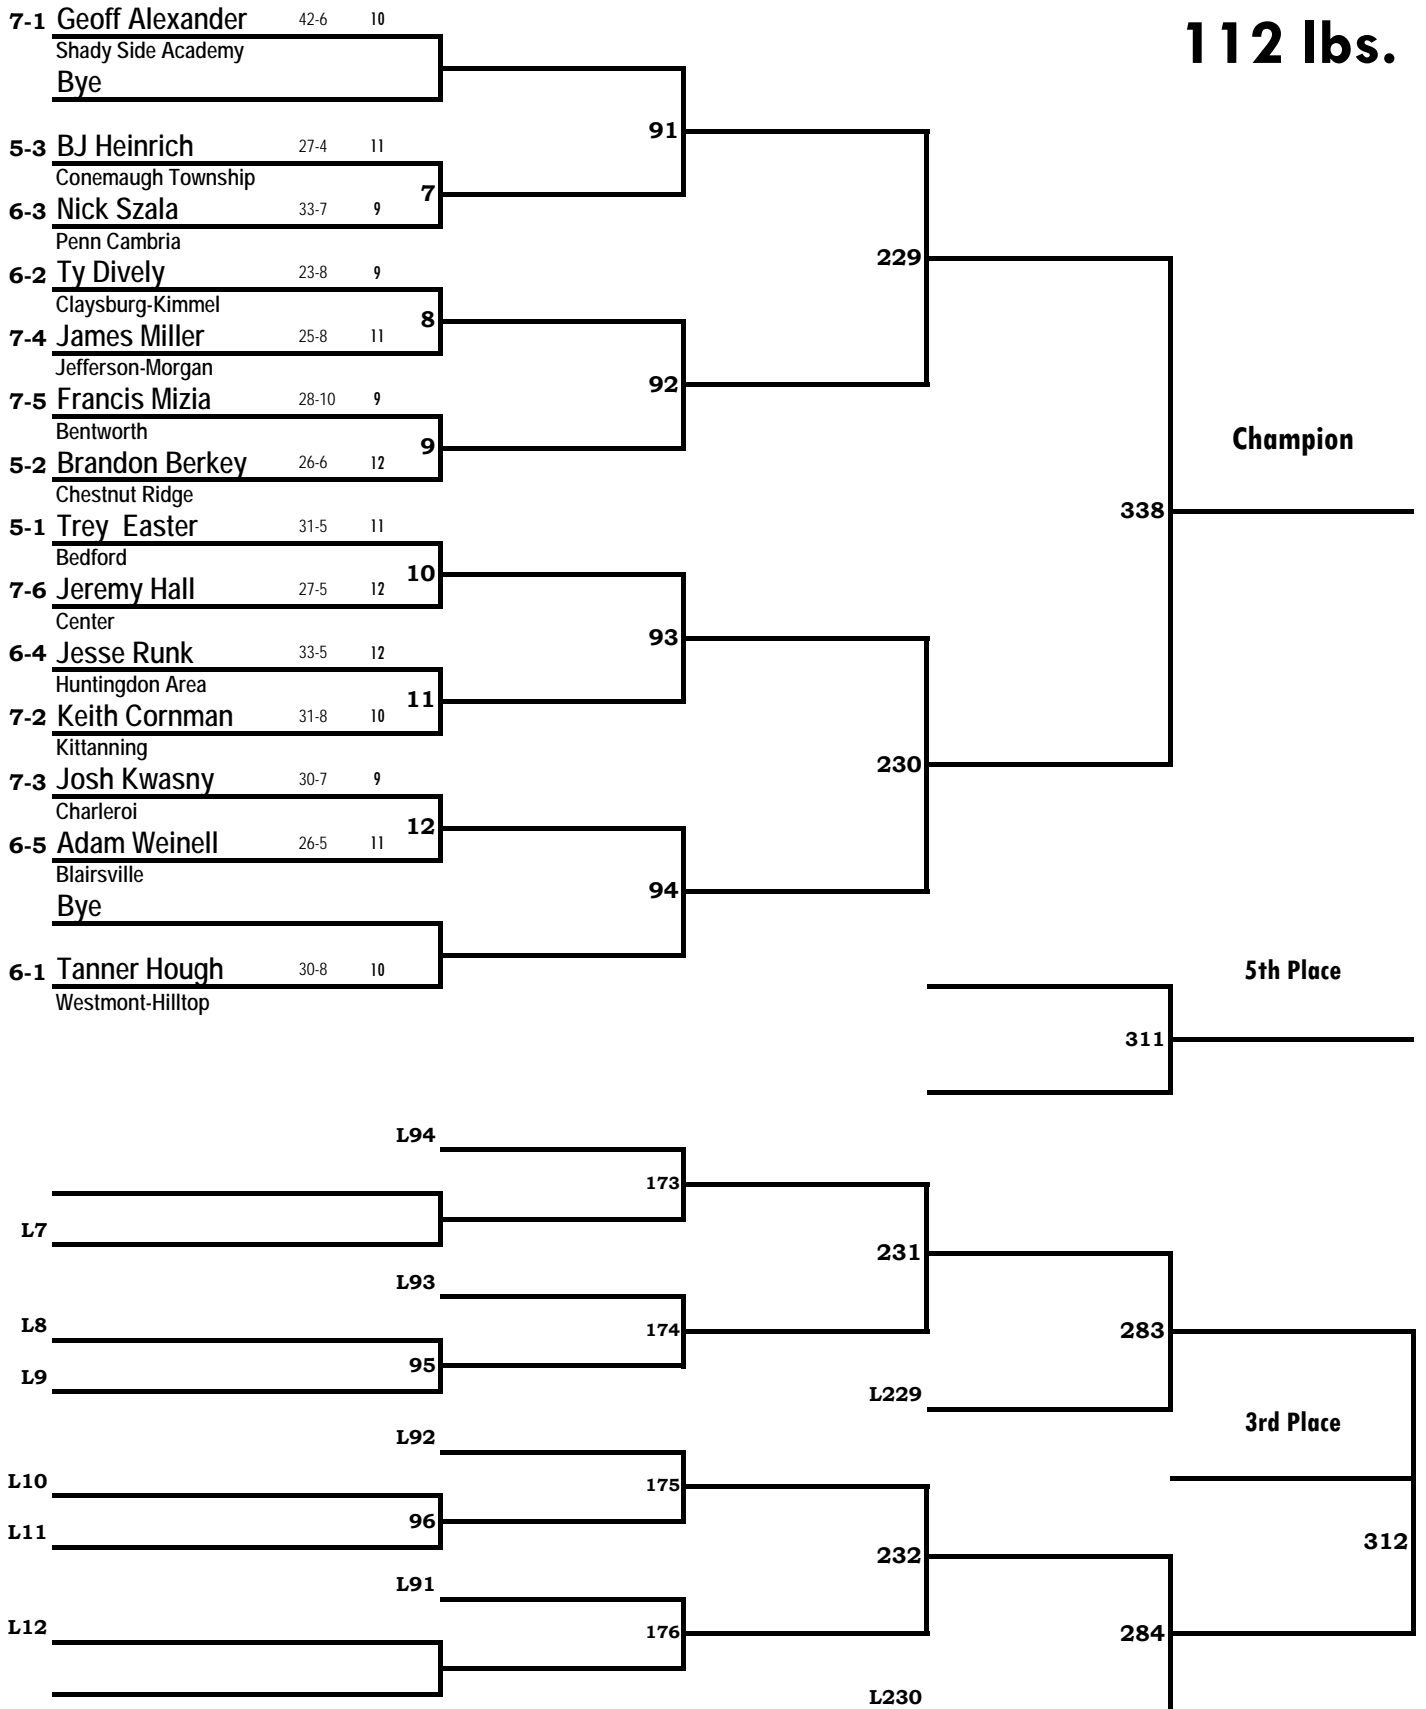 112 lbs.
7-1 Geoff Alexander 42-6 10
Shady Side Academy
Bye
91
5-3 BJ Heinrich 27-4 11
Conemaugh Township
7
6-3 Nick Szala 33-7 9
Penn Cambria
229
6-2 Ty Dively 23-8 9
Claysburg-Kimmel
8
7-4 James Miller 25-8 11
Jefferson-Morgan
92
7-5 Francis Mizia 28-10 9
Bentworth
9
Champion
5-2 Brandon Berkey 26-6 12
Chestnut Ridge
338
5-1 Trey Easter 31-5 11
Bedford
10
7-6 Jeremy Hall 27-5 12
Center
93
6-4 Jesse Runk 33-5 12
Huntingdon Area
11
7-2 Keith Cornman 31-8 10
Kittanning
230
7-3 Josh Kwasny 30-7 9
Charleroi
12
6-5 Adam Weinell 26-5 11
Blairsville
94
Bye
6-1 Tanner Hough 30-8 10
Westmont-Hilltop
5th Place
311
L94
173
L7
231
L93
L8
174
283
95
L9
L229
3rd Place
L92
L10
175
96
L11
312
232
L91
L12
176
284
L230